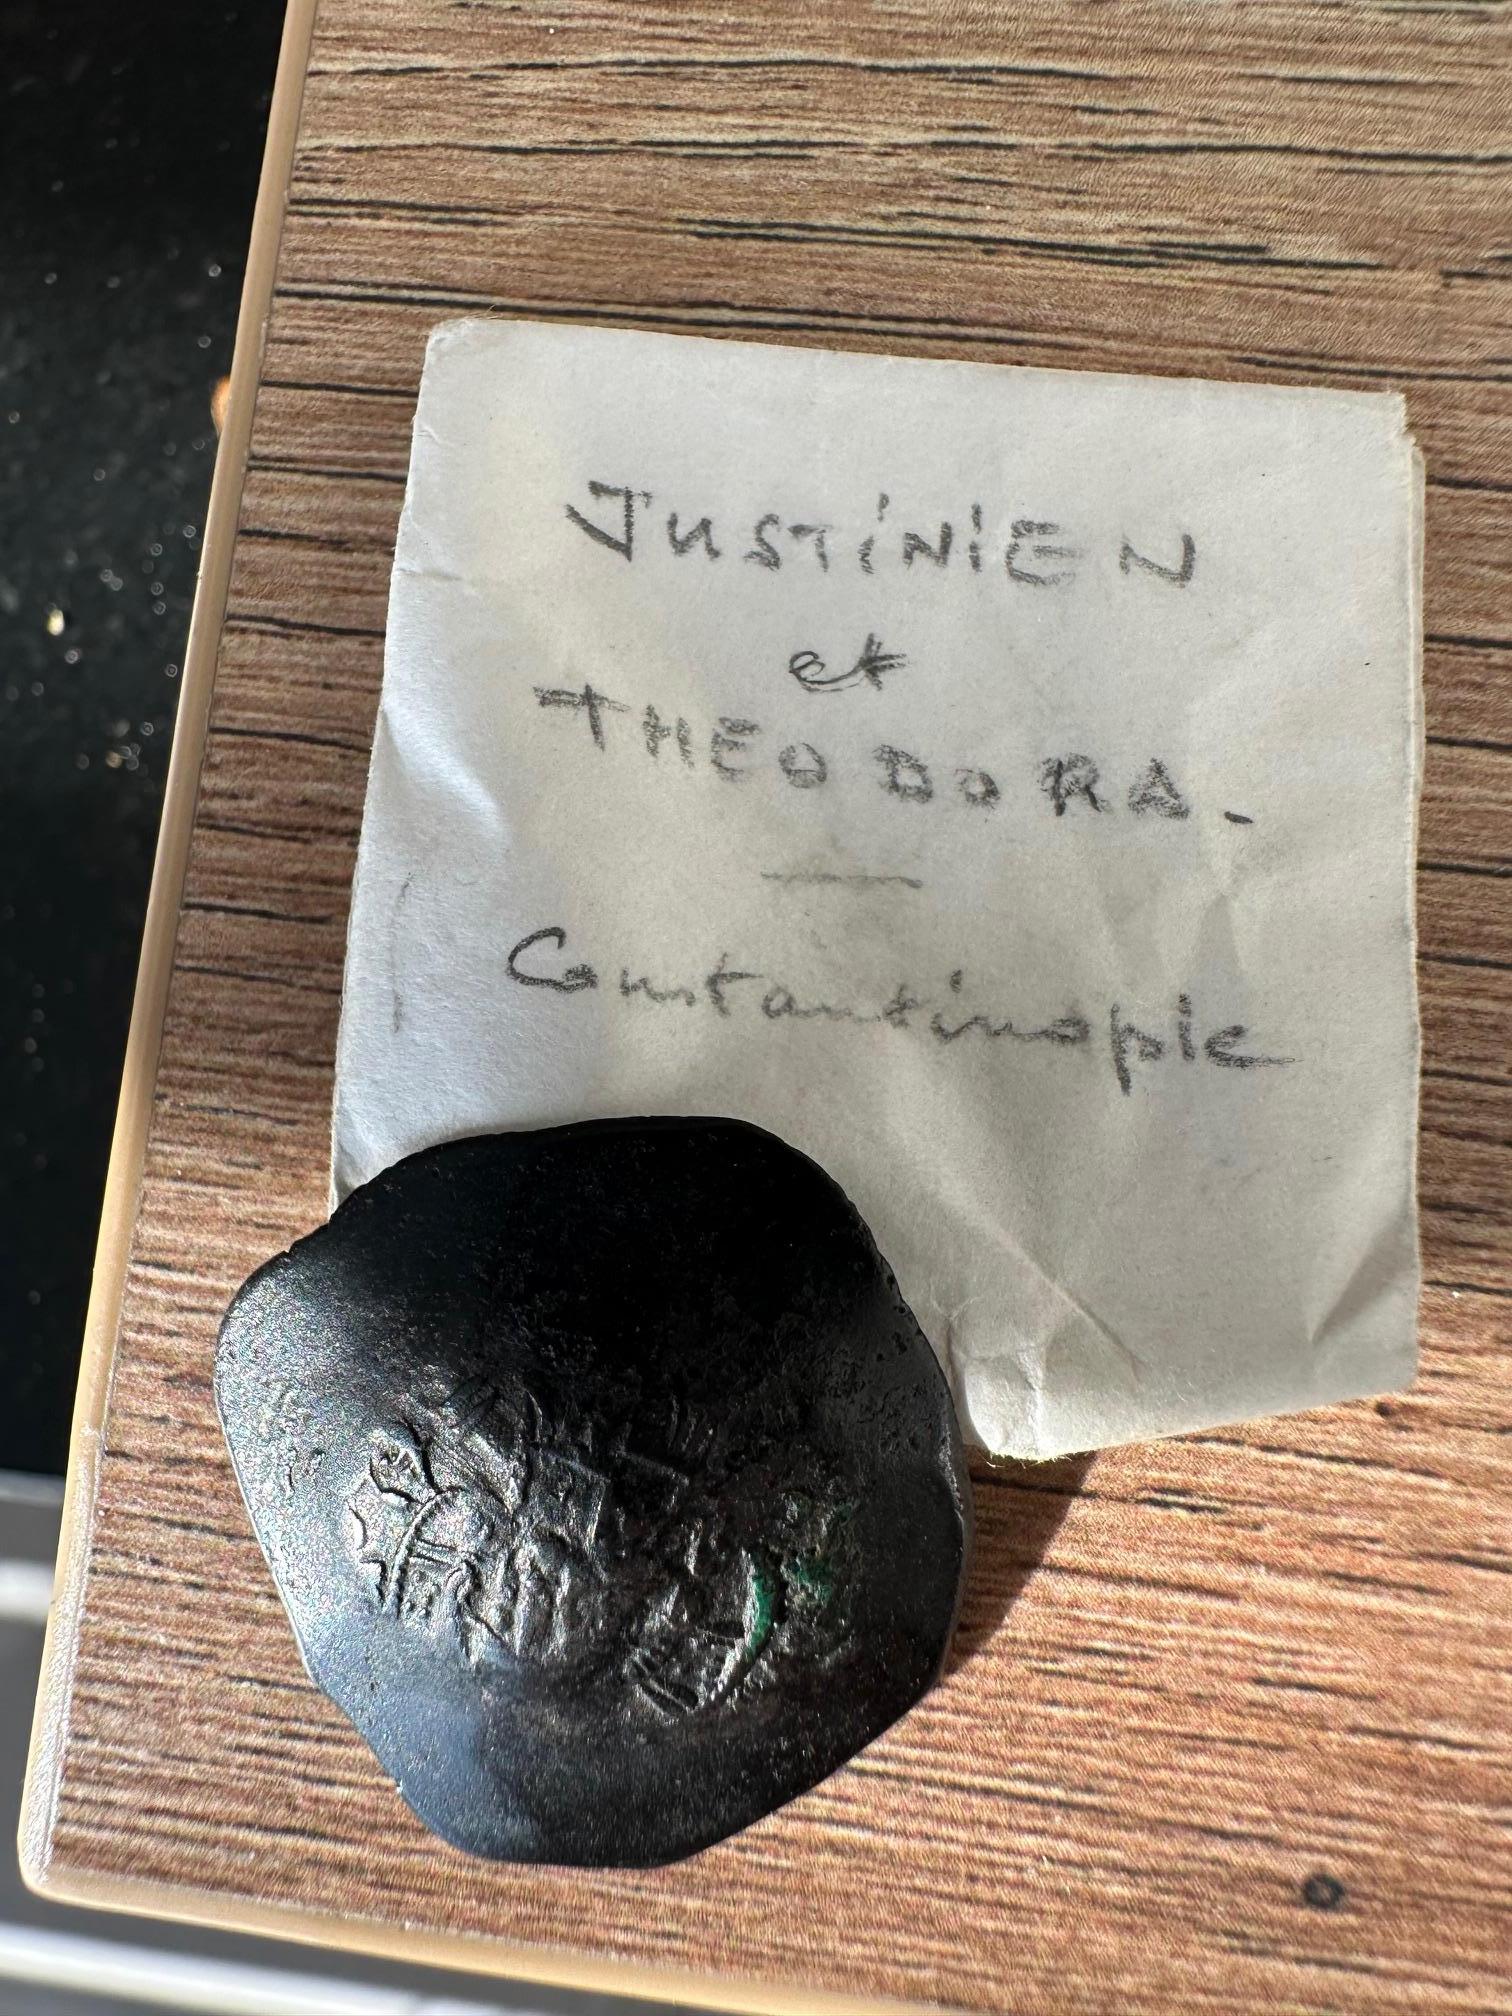 JUSTiNiEN
et
THEODORA -
Constantinople